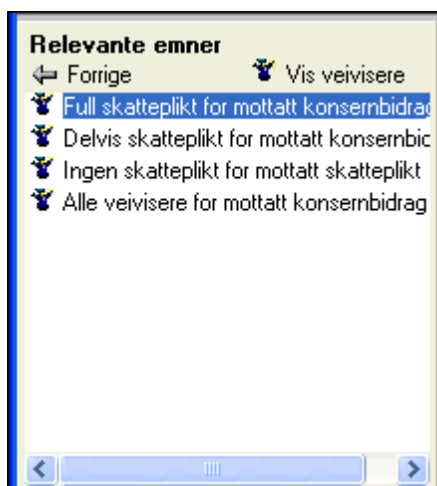 Relevante emner
Forrige Vis veivisere
Full skatteplikt for mottatt konsernbidrag
Delvis skatteplikt for mottatt konsernbic
Ingen skatteplikt for mottatt skatteplikt
Alle veivisere for mottatt konsernbidrag